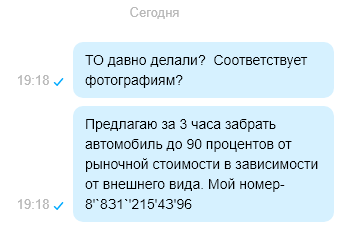 Сегодня
ТО давно делали?  Соответствует
фотографиям?
19:18
Предлагаю за 3 часа забрать
автомобиль до 90 процентов от
рыночной стоимости в зависимости
от внешнего вида. Мой номер-
8'`831`'215'43'96
19:18